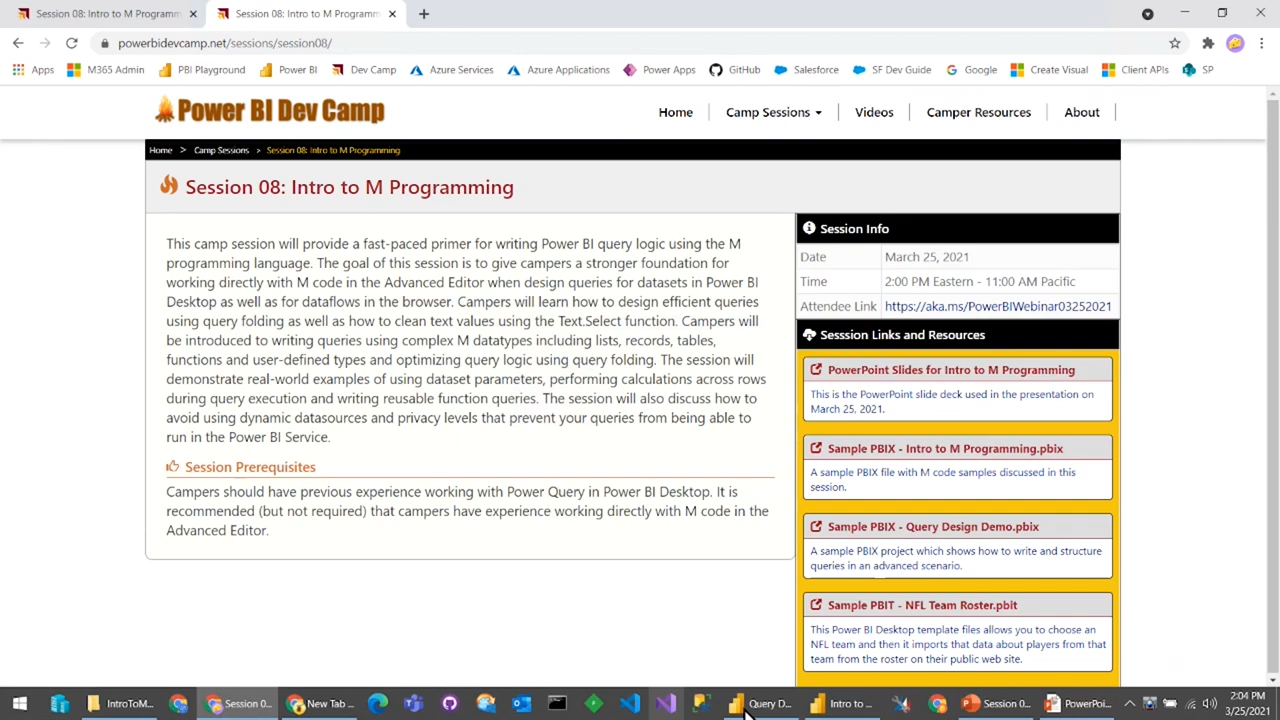 Session 08: Intro to M Programm
Session 08: Intro to M Programm
powerbidevcamp.net/sessions/session08/
Apps M365 Admin PBI Playground Power BI Dev Camp Azure Services Azure Applications Power Apps GitHub Salesforce SF Dev Guide Google Create Visual Client APIs SP
Power BI Dev Camp
Home Camp Sessions Videos Camper Resources About
Home > Camp Sessions > Session 08: Intro to M Programming
Session 08: Intro to M Programming
This camp session will provide a fast-paced primer for writing Power BI query logic using the M
programming language. The goal of this session is to give campers a stronger foundation for
working directly with M code in the Advanced Editor when design queries for datasets in Power BI
Desktop as well as for dataflows in the browser. Campers will learn how to design efficient queries
using query folding as well as how to clean text values using the Text.Select function. Campers will
be introduced to writing queries using complex M datatypes including lists, records, tables,
functions and user-defined types and optimizing query logic using query folding. The session will
demonstrate real-world examples of using dataset parameters, performing calculations across rows
during query execution and writing reusable function queries. The session will also discuss how to
avoid using dynamic datasources and privacy levels that prevent your queries from being able to
run in the Power BI Service.
Session Prerequisites
Campers should have previous experience working with Power Query in Power BI Desktop. It is
recommended (but not required) that campers have experience working directly with M code in the
Advanced Editor.
Session Info
Date March 25, 2021
Time 2:00 PM Eastern - 11:00 AM Pacific
Attendee Link https://aka.ms/PowerBIWebinar03252021
Sesssion Links and Resources
PowerPoint Slides for Intro to M Programming
This is the PowerPoint slide deck used in the presentation on
March 25, 2021.
Sample PBIX - Intro to M Programming.pbix
A sample PBIX file with M code samples discussed in this
session.
Sample PBIX - Query Design Demo.pbix
A sample PBIX project which shows how to write and structure
queries in an advanced scenario.
Sample PBIT - NFL Team Roster.pbit
This Power BI Desktop template files allows you to choose an
NFL team and then it imports that data about players from that
team from the roster on their public web site.
IntroToM... Session 0... New Tab ... Query D... Intro to ... Session 0... PowerPoi...
2:04 PM
3/25/2021